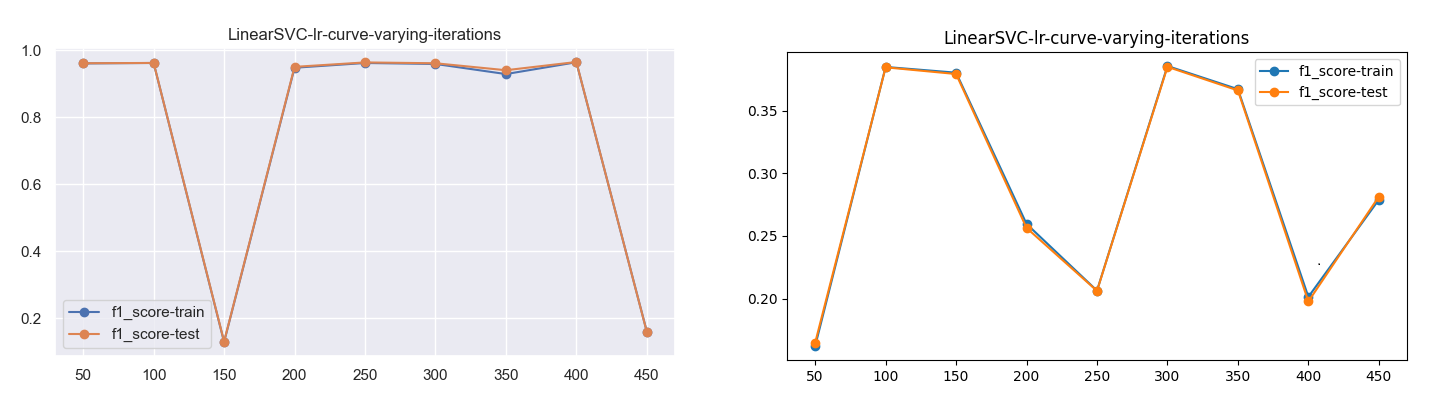 LinearSVC-lr-curve-varying-iterations
1.0
0.8
0.6
0.4
0.2
f1_score-train
f1_score-test
50 100 150 200 250 300 350 400 450
LinearSVC-lr-curve-varying-iterations
f1_score-train
f1_score-test
0.35
0.30
0.25
0.20
50 100 150 200 250 300 350 400 450